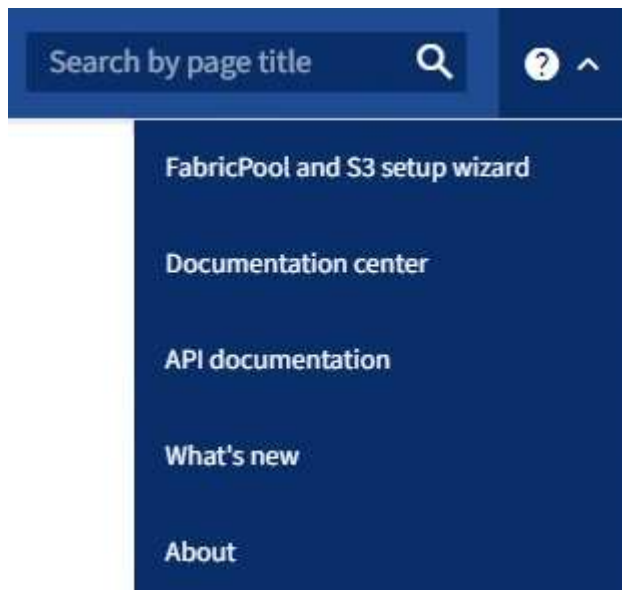 Search by page title
FabricPool and S3 setup wizard
Documentation center
API documentation
What's new
About